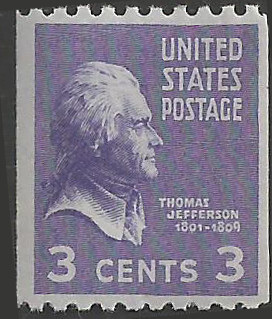 UNITED
STATES
POSTAGE
THOMAS
JEFFERSON
1801-1809
3 CENTS 3